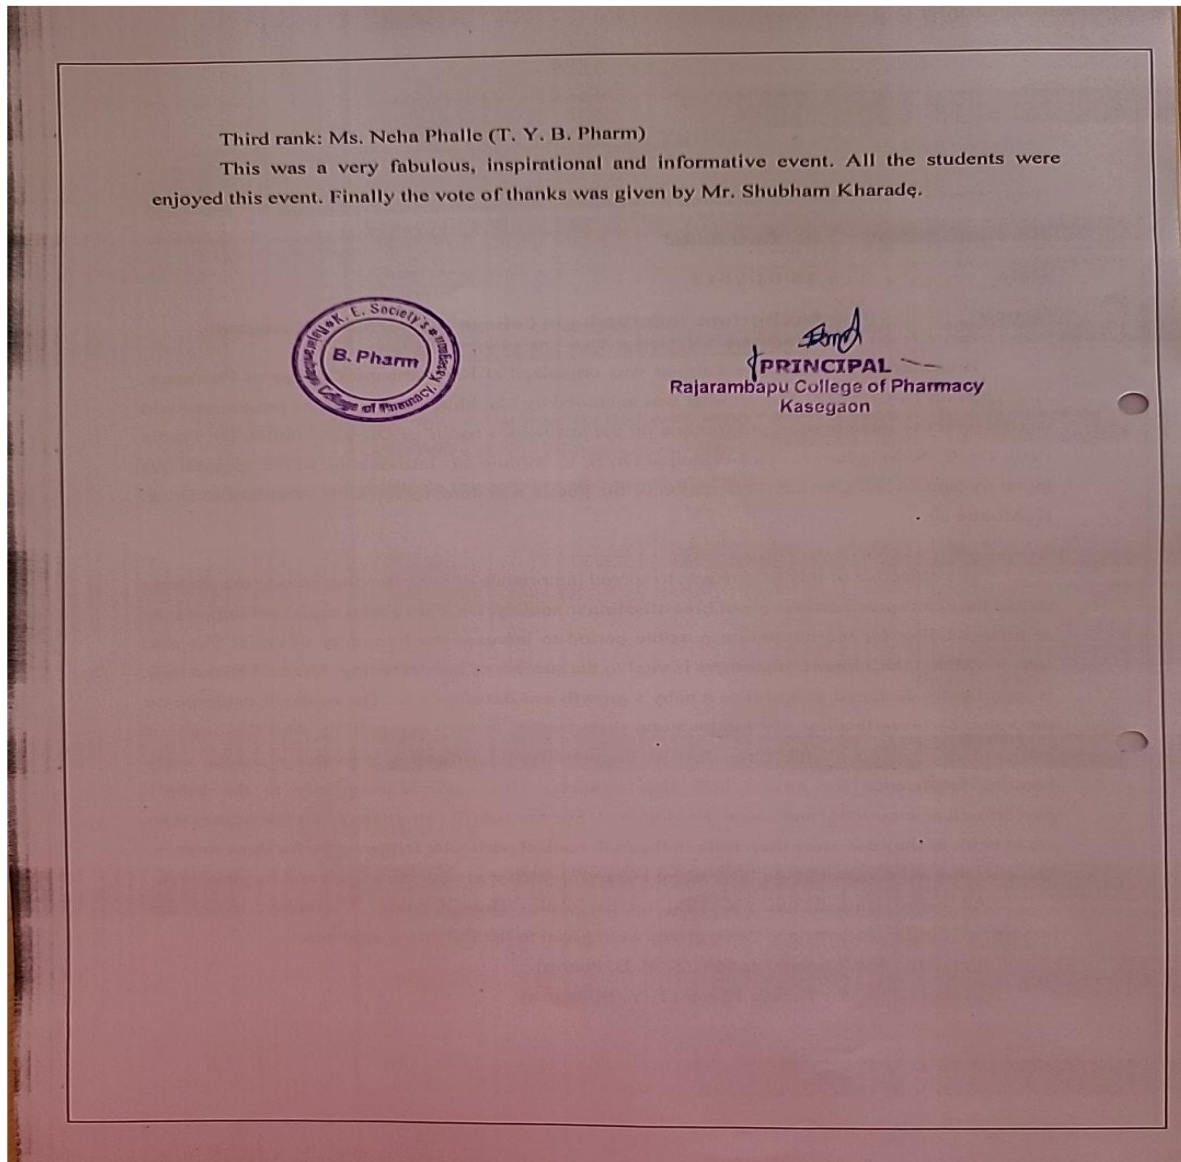 Third rank: Ms. Neha Phalle (T. Y. B. Pharm)
This was a very fabulous, inspirational and informative event. All the students were
enjoyed this event. Finally the vote of thanks was given by Mr. Shubham Kharade.
K. E. Society's
Kasegaon
College of Pharmacy,
B. Pharm
PRINCIPAL
Rajarambapu College of Pharmacy
Kasegaon